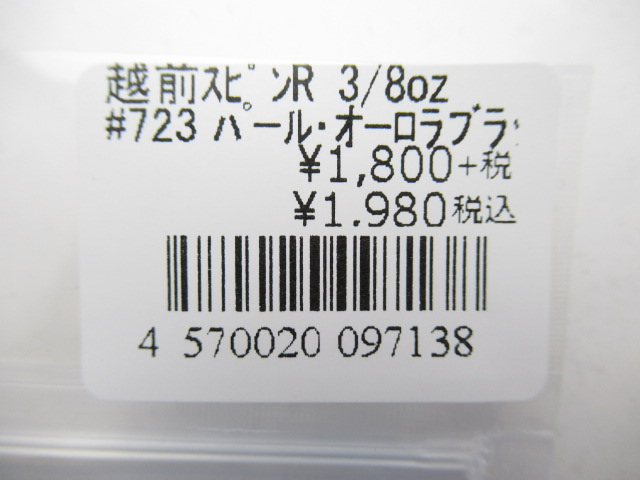 越前ｽﾋﾟﾝR 3/8oz
#723 ﾊﾟｰﾙ･ｵｰﾛﾗﾌﾞﾗ
¥1,800+税
¥1.980税込
4 570020 097138